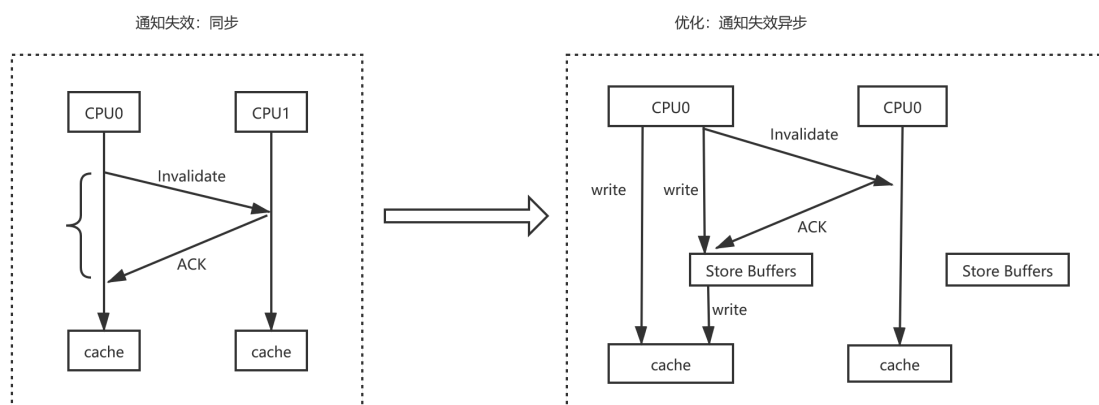 通知失效：同步
优化：通知失效异步
CPU0
CPU1
Invalidate
ACK
cache
cache
CPU0
CPU0
Invalidate
write
write
ACK
Store Buffers
Store Buffers
write
cache
cache